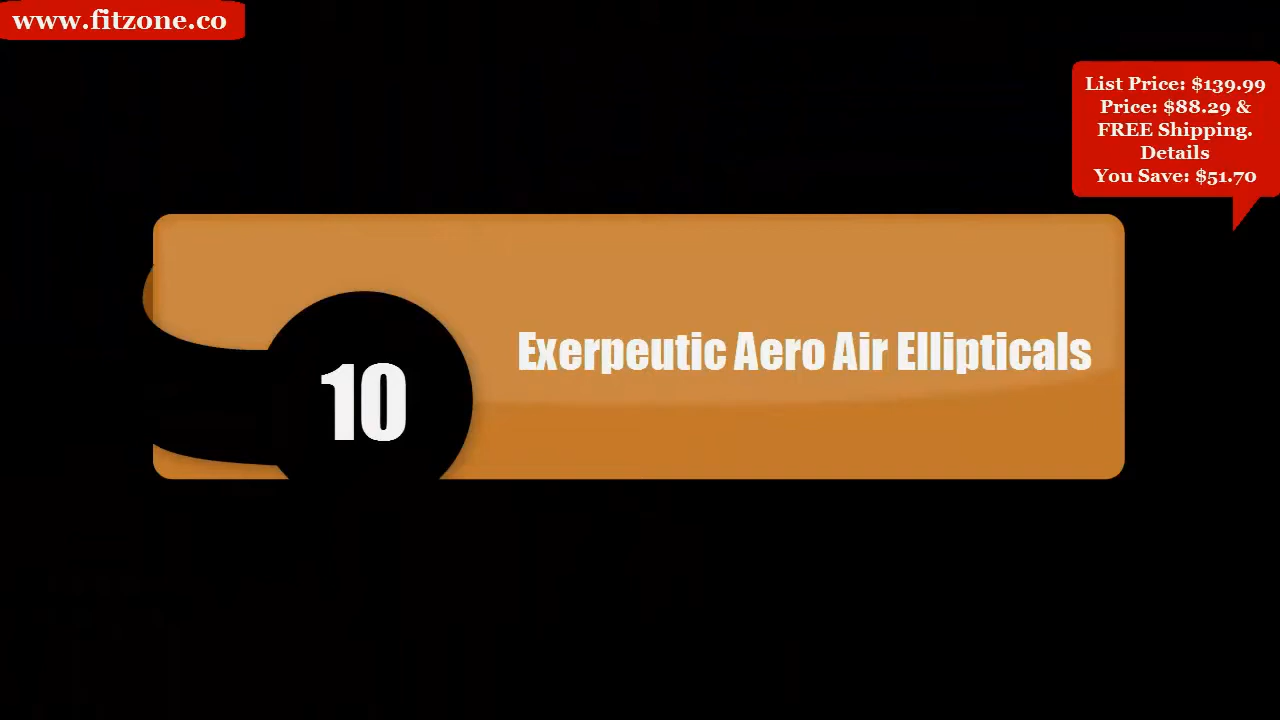 www.fitzone.co
List Price: $139.99
Price: $88.29 &
FREE Shipping.
Details
You Save: $51.70
Exerpeutic Aero Air Ellipticals
10